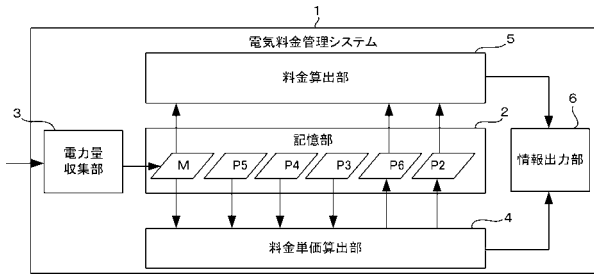 1
電気料金管理システム
5
料金算出部
3
電力量
収集部
2
記憶部
M P5 P4 P3 P6 P2
6
情報出力部
4
料金単価算出部